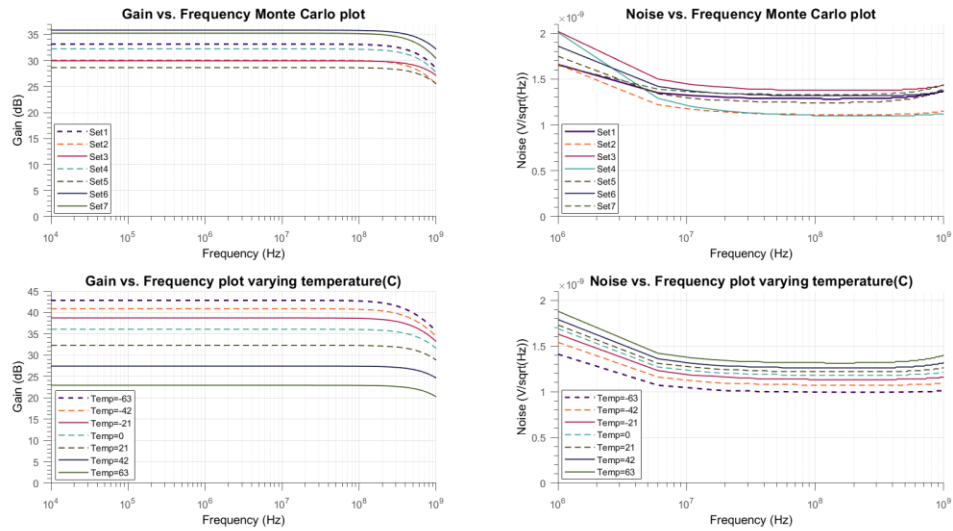 Gain vs. Frequency Monte Carlo plot
Gain (dB)
35
30
25
20
15
10
5
0
Set1
Set2
Set3
Set4
Set5
Set6
Set7
10^4 10^5 10^6 10^7 10^8 10^9
Frequency (Hz)
Noise vs. Frequency Monte Carlo plot
×10^-9
Noise (V/sqrt(Hz))
2
1.5
1
0.5
0
Set1
Set2
Set3
Set4
Set5
Set6
Set7
10^6 10^7 10^8 10^9
Frequency (Hz)
Gain vs. Frequency plot varying temperature(C)
Gain (dB)
45
40
35
30
25
20
15
10
5
0
Temp=-63
Temp=-42
Temp=-21
Temp=0
Temp=21
Temp=42
Temp=63
10^4 10^5 10^6 10^7 10^8 10^9
Frequency (Hz)
Noise vs. Frequency plot varying temperature(C)
×10^-9
Noise (V/sqrt(Hz))
2
1.5
1
0.5
0
Temp=-63
Temp=-42
Temp=-21
Temp=0
Temp=21
Temp=42
Temp=63
10^6 10^7 10^8 10^9
Frequency (Hz)